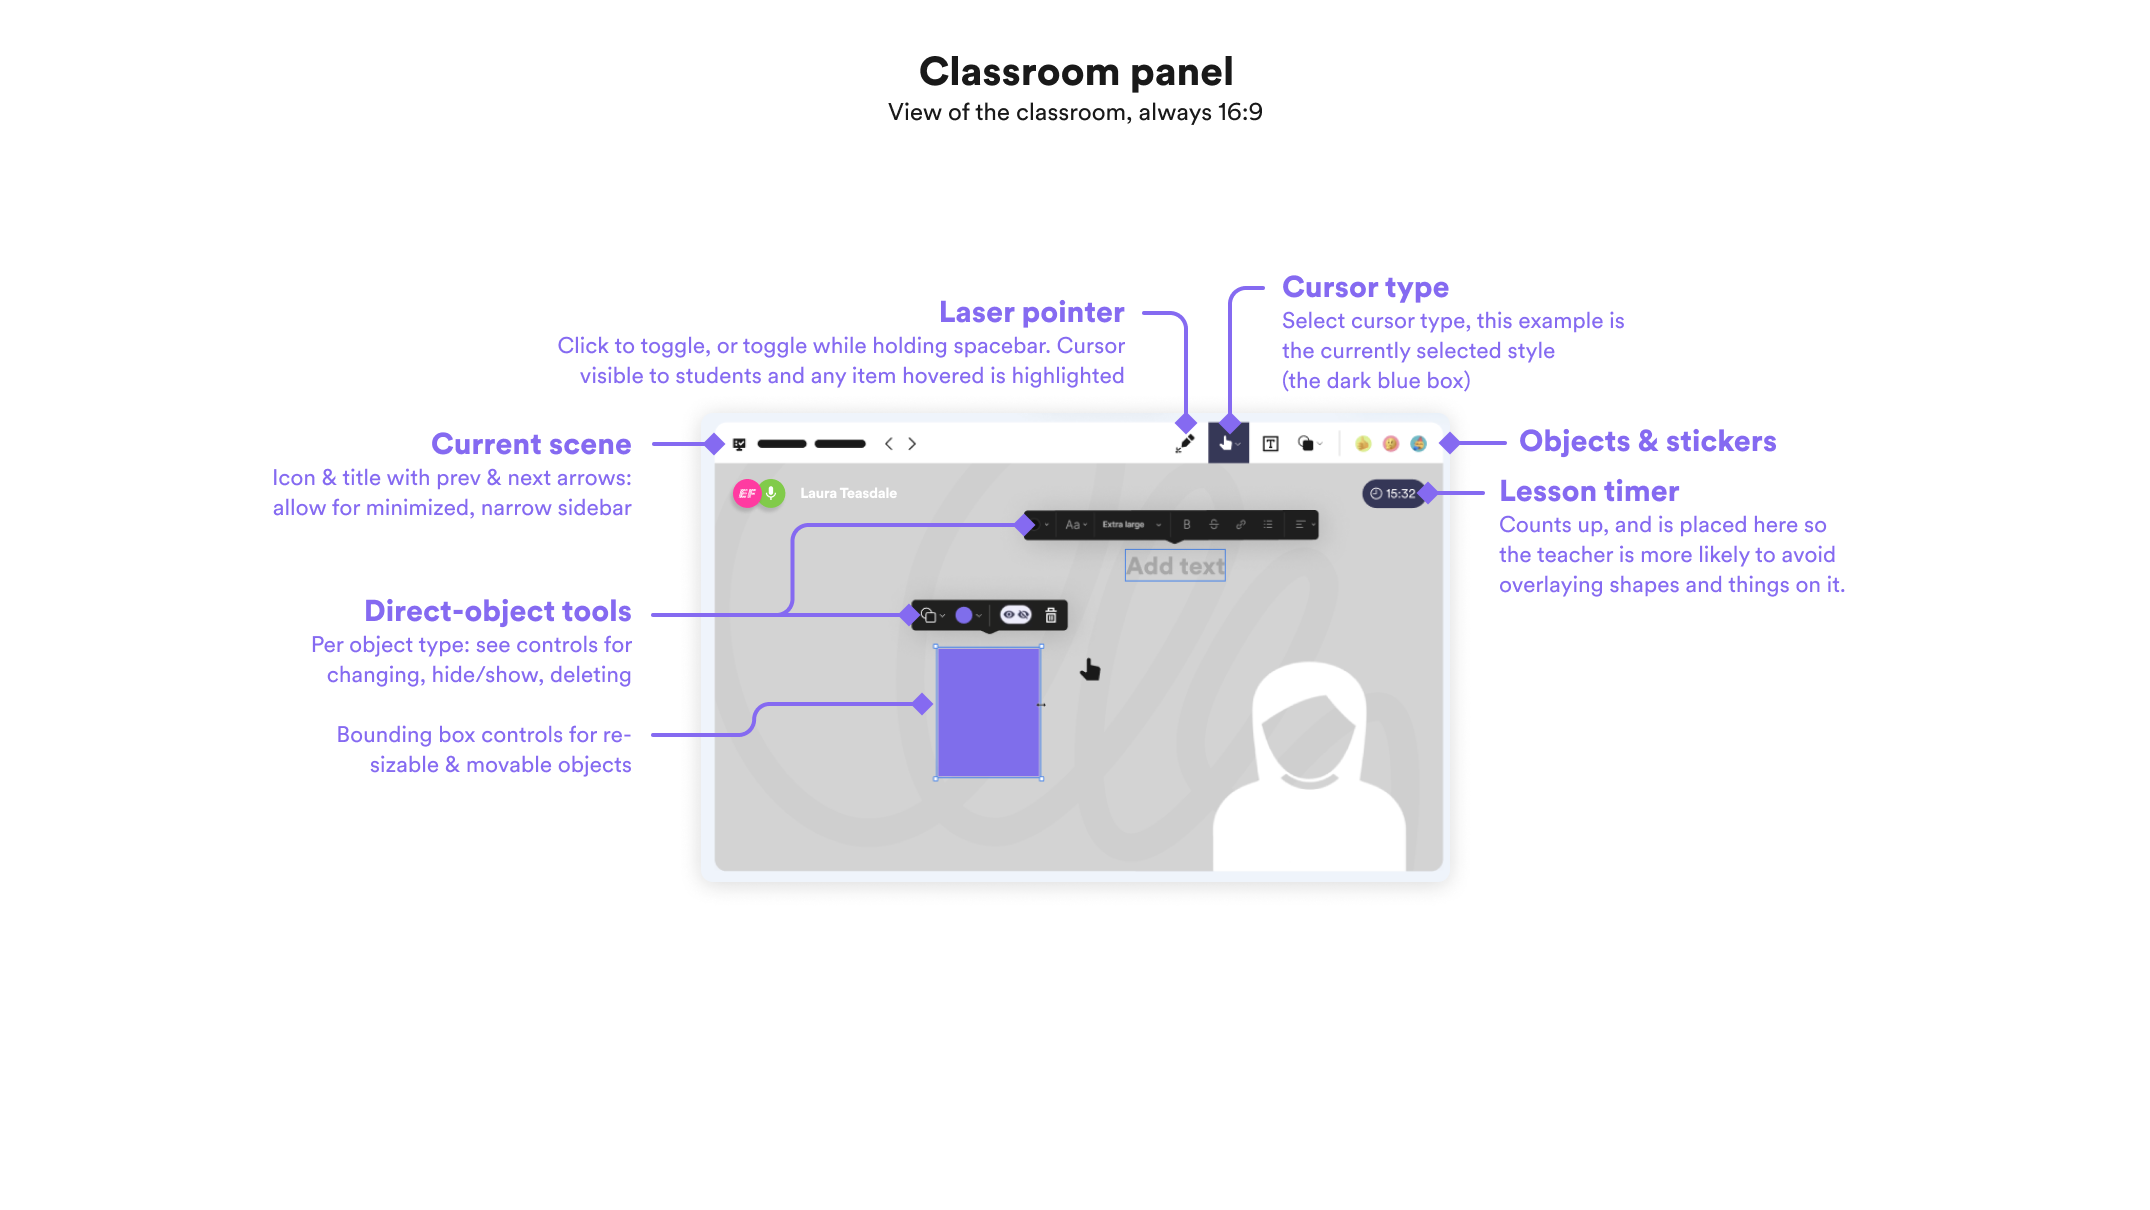 Classroom panel
View of the classroom, always 16:9
Cursor type
Select cursor type, this example is
the currently selected style
(the dark blue box)
Laser pointer
Click to toggle, or toggle while holding spacebar. Cursor
visible to students and any item hovered is highlighted
Current scene
Icon & title with prev & next arrows:
allow for minimized, narrow sidebar
Objects & stickers
Lesson timer
Counts up, and is placed here so
the teacher is more likely to avoid
overlaying shapes and things on it.
T
EF
Laura Teasdale
15:32
Aa
Extra large
B
S
Add text
Direct-object tools
Per object type: see controls for
changing, hide/show, deleting
Bounding box controls for re-
sizable & movable objects